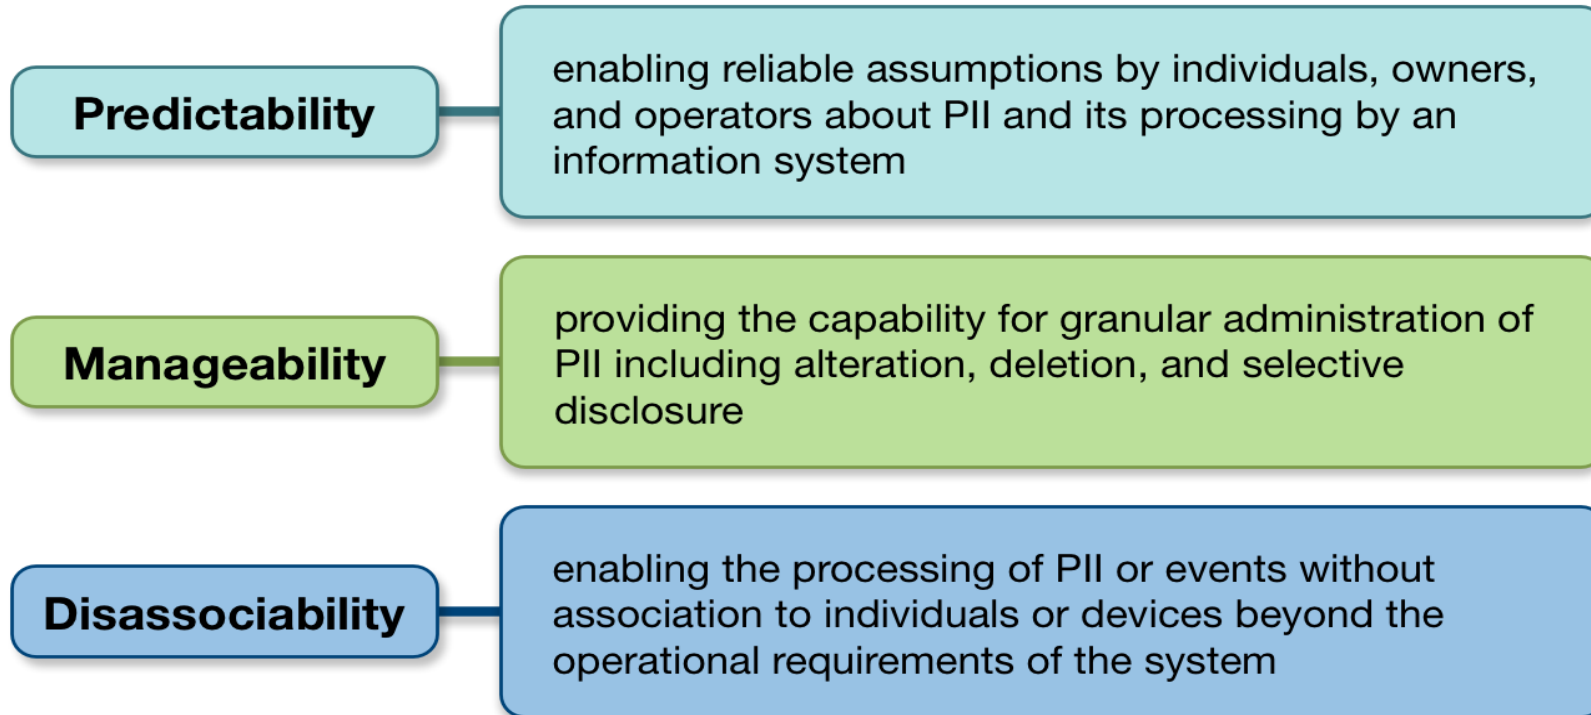 Predictability
enabling reliable assumptions by individuals, owners,
and operators about PII and its processing by an
information system
Manageability
providing the capability for granular administration of
PII including alteration, deletion, and selective
disclosure
Disassociability
enabling the processing of PII or events without
association to individuals or devices beyond the
operational requirements of the system